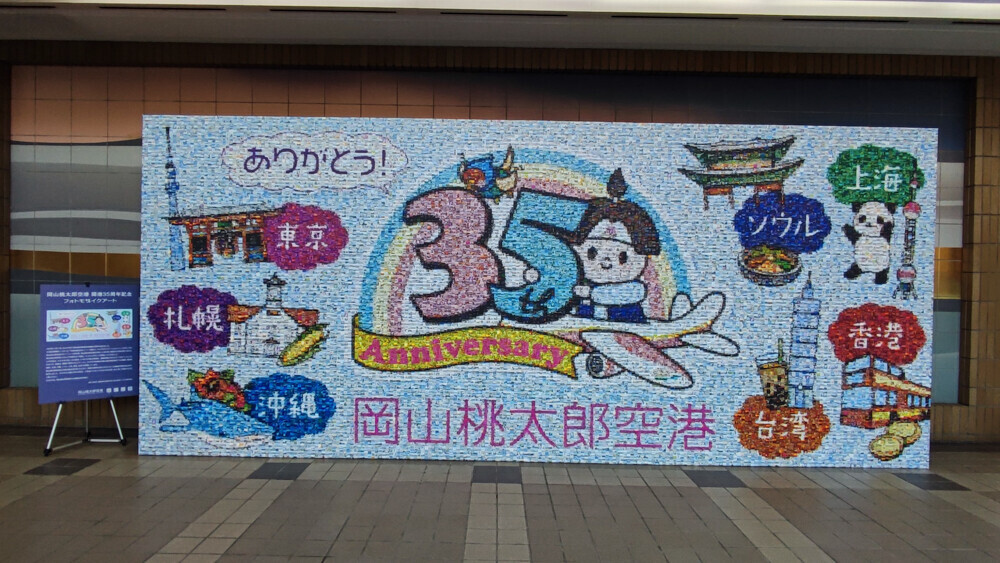 ありがとう!
東京
札幌
沖縄
35
Anniversary
岡山桃太郎空港
ソウル
上海
香港
台湾
岡山桃太郎空港 開港35周年記念
フォトモザイクアート